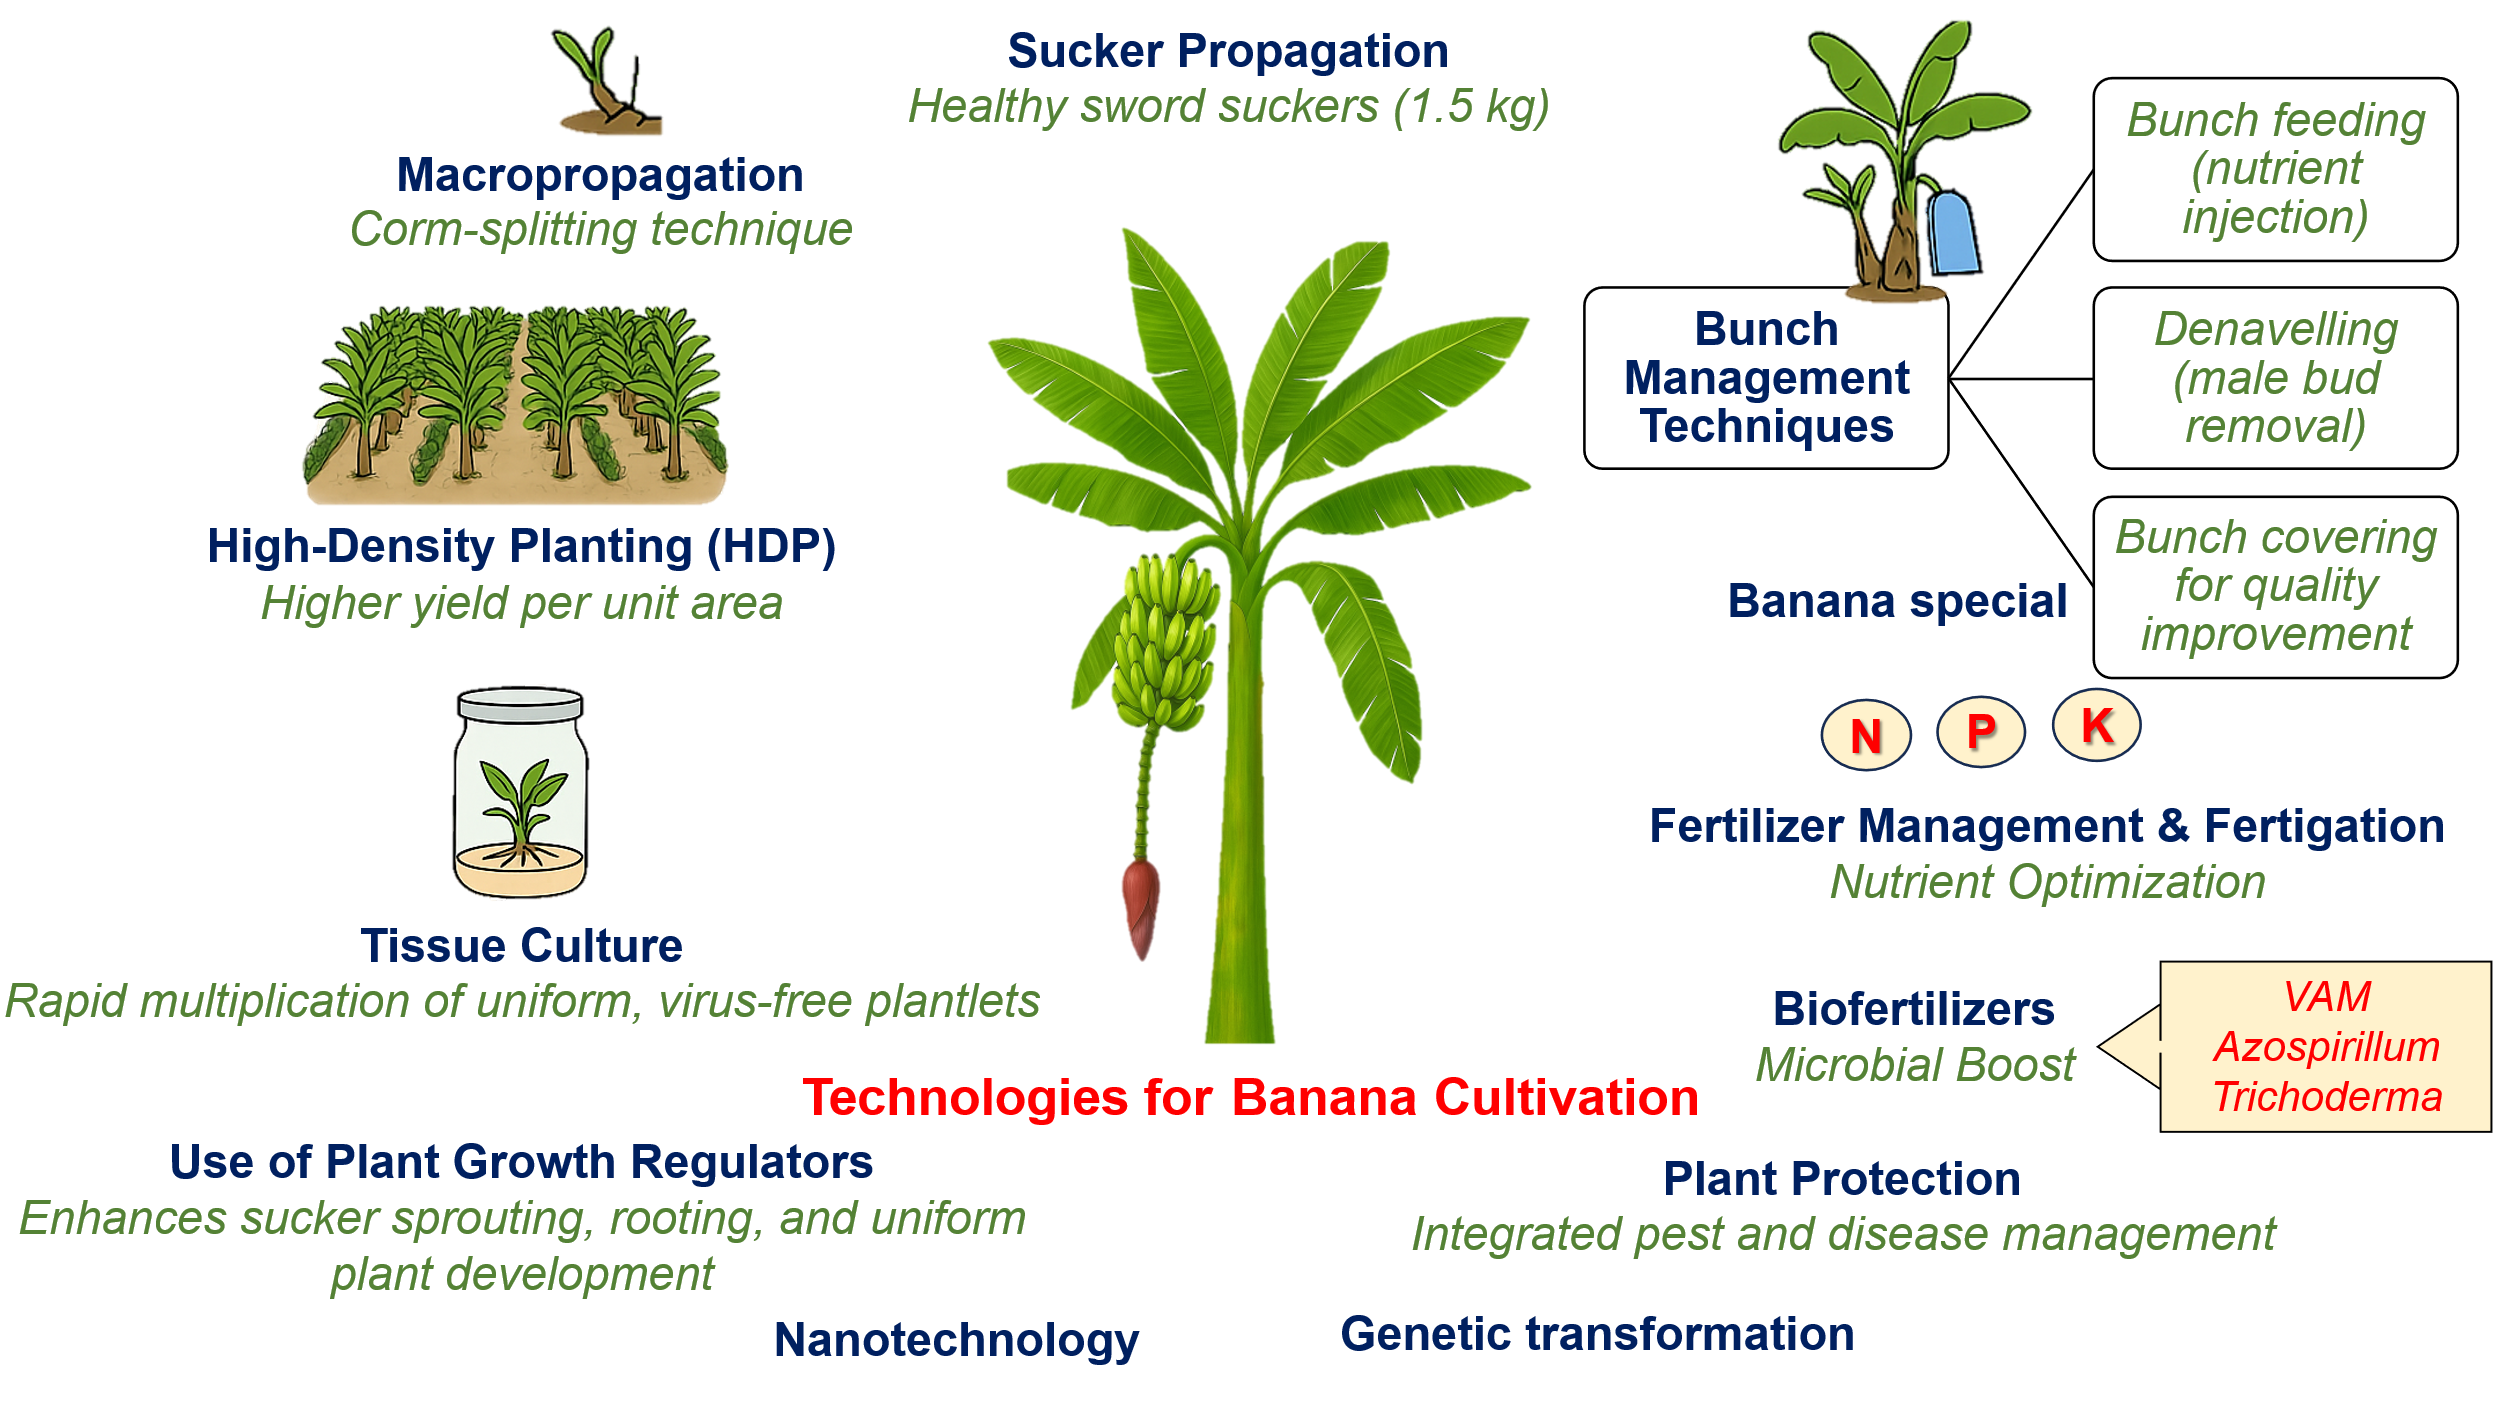 Sucker Propagation
Healthy sword suckers (1.5 kg)
Macropropagation
Corm-splitting technique
High-Density Planting (HDP)
Higher yield per unit area
Tissue Culture
Rapid multiplication of uniform, virus-free plantlets
Bunch
Management
Techniques
Bunch feeding
(nutrient
injection)
Denavelling
(male bud
removal)
Bunch covering
for quality
improvement
Banana special
N P K
Fertilizer Management & Fertigation
Nutrient Optimization
Biofertilizers
Microbial Boost
VAM
Azospirillum
Trichoderma
Technologies for Banana Cultivation
Use of Plant Growth Regulators
Enhances sucker sprouting, rooting, and uniform
plant development
Plant Protection
Integrated pest and disease management
Nanotechnology
Genetic transformation